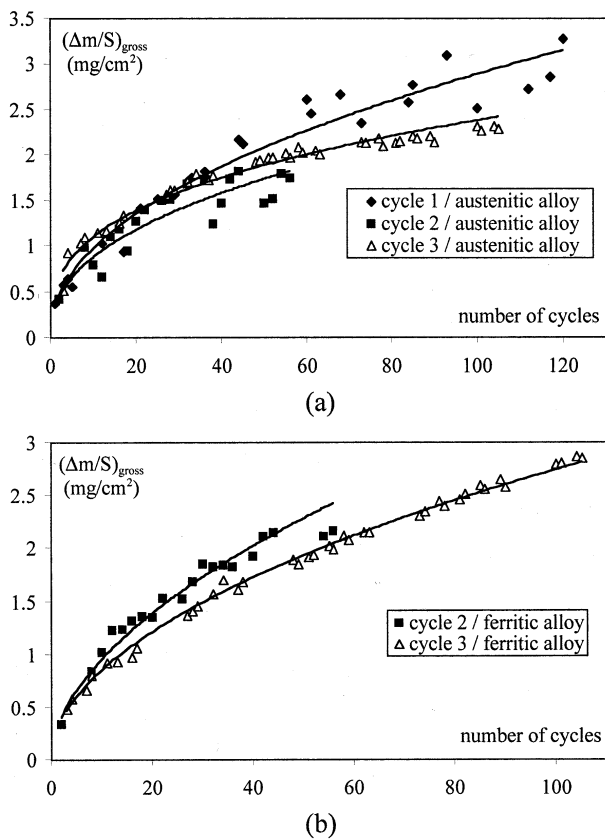 (a)
3.5
3
2.5
2
1.5
1
0.5
0
(Δm/S)gross
(mg/cm²)
◆ cycle 1 / austenitic alloy
■ cycle 2 / austenitic alloy
△ cycle 3 / austenitic alloy
number of cycles
0 20 40 60 80 100 120
(a)
3
2.5
2
1.5
1
0.5
0
(Δm/S)gross
(mg/cm²)
■ cycle 2 / ferritic alloy
△ cycle 3 / ferritic alloy
number of cycles
0 20 40 60 80 100
(b)